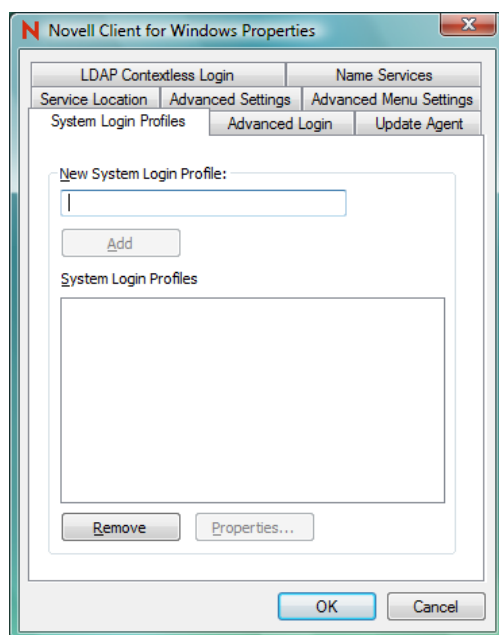 Novell Client for Windows Properties
LDAP Contextless Login Name Services
Service Location Advanced Settings Advanced Menu Settings
System Login Profiles Advanced Login Update Agent
New System Login Profile:
Add
System Login Profiles
Remove Properties...
OK Cancel